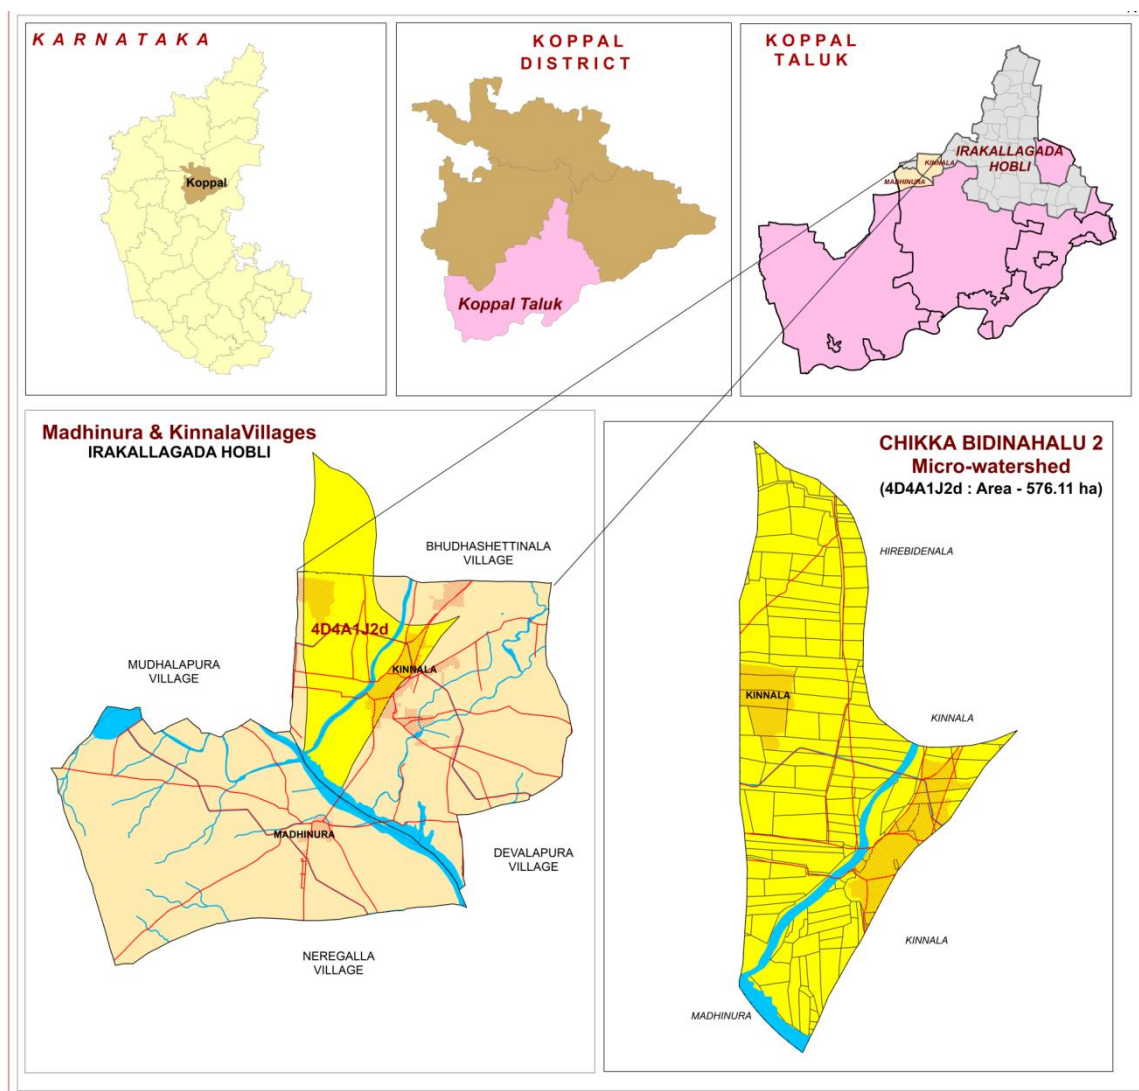 KARNATAKA
Koppal
KOPPAL
DISTRICT
Koppal Taluk
KOPPAL
TALUK
IRAKALLAGADA
HOBLI
KINNALA
MADHINURA
Madhinura & KinnalaVillages
IRAKALLAGADA HOBLI
BHUDHASHETTINALA
VILLAGE
4D4A1J2d
KINNALA
MUDHALAPURA
VILLAGE
MADHINURA
DEVALAPURA
VILLAGE
NEREGALLA
VILLAGE
CHIKKA BIDINAHALU 2
Micro-watershed
(4D4A1J2d : Area - 576.11 ha)
HIREBIDENALA
KINNALA
KINNALA
KINNALA
MADHINURA